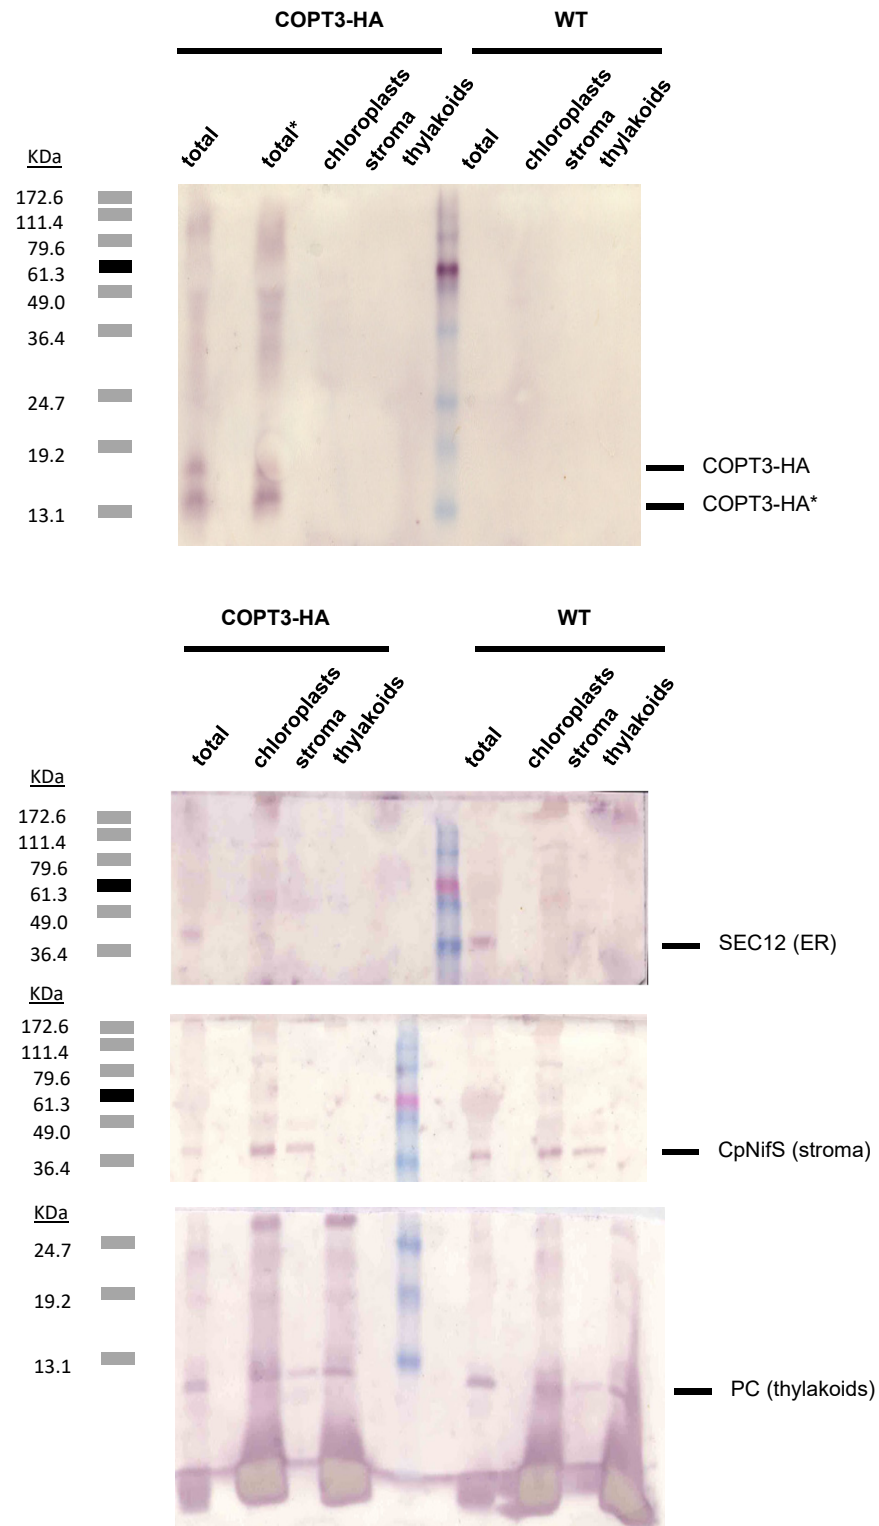 COPT3-HA WT
total total* chloroplasts stroma thylakoids total chloroplasts stroma thylakoids
KDa
172.6
111.4
79.6
61.3
49.0
36.4
24.7
19.2
13.1
COPT3-HA
COPT3-HA*
COPT3-HA WT
total chloroplasts stroma thylakoids total chloroplasts stroma thylakoids
KDa
172.6
111.4
79.6
61.3
49.0
36.4
SEC12 (ER)
KDa
172.6
111.4
79.6
61.3
49.0
36.4
CpNifS (stroma)
KDa
24.7
19.2
13.1
PC (thylakoids)